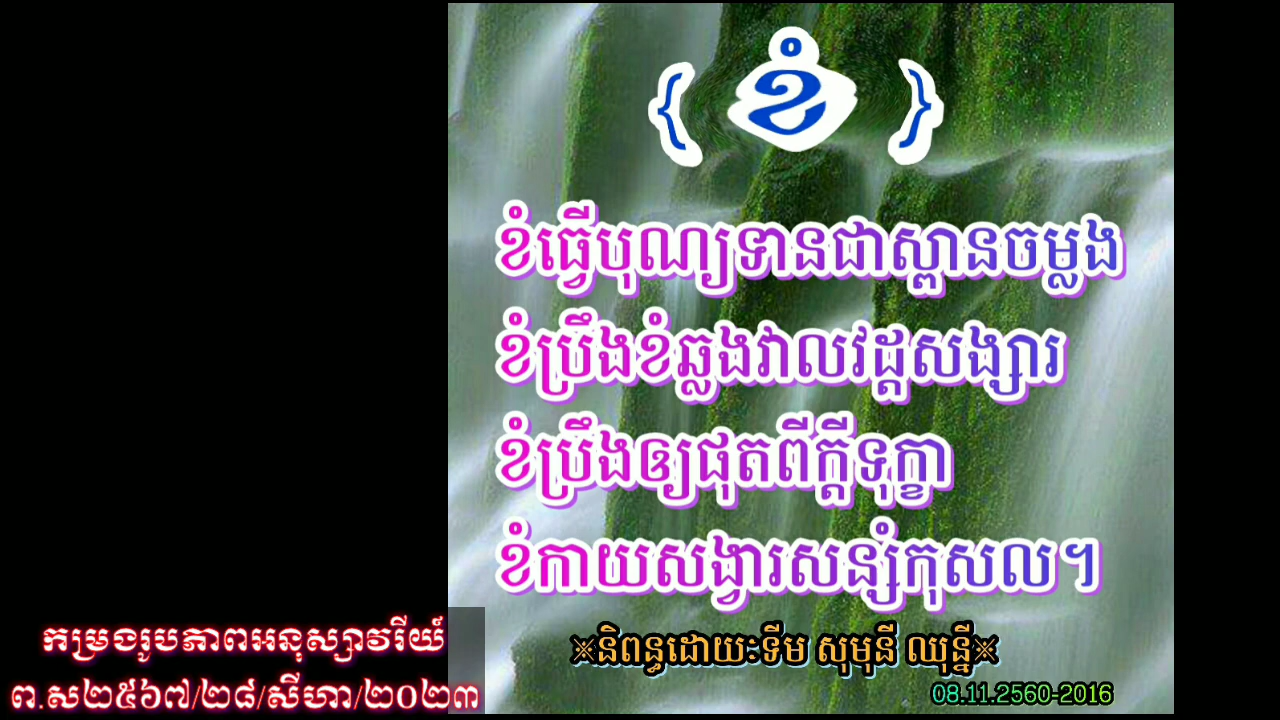 { ខំ }
ខំធ្វើបុណ្យទានជាស្ពានចម្លង
ខំប្រឹងខំឆ្លងវាលវដ្តសង្សារ
ខំប្រឹងឲ្យផុតពីក្តីទុក្ខា
ខំកាយសង្វារសន្សំកុសល។
※និពន្ធដោយៈទីម សុមុនី ឈុន្នី※
08.11.2560-2016
កម្រងរូបភាពអនុស្សាវរីយ៍
ព.ស២៥៦៧/២៨/សីហា/២០២៣